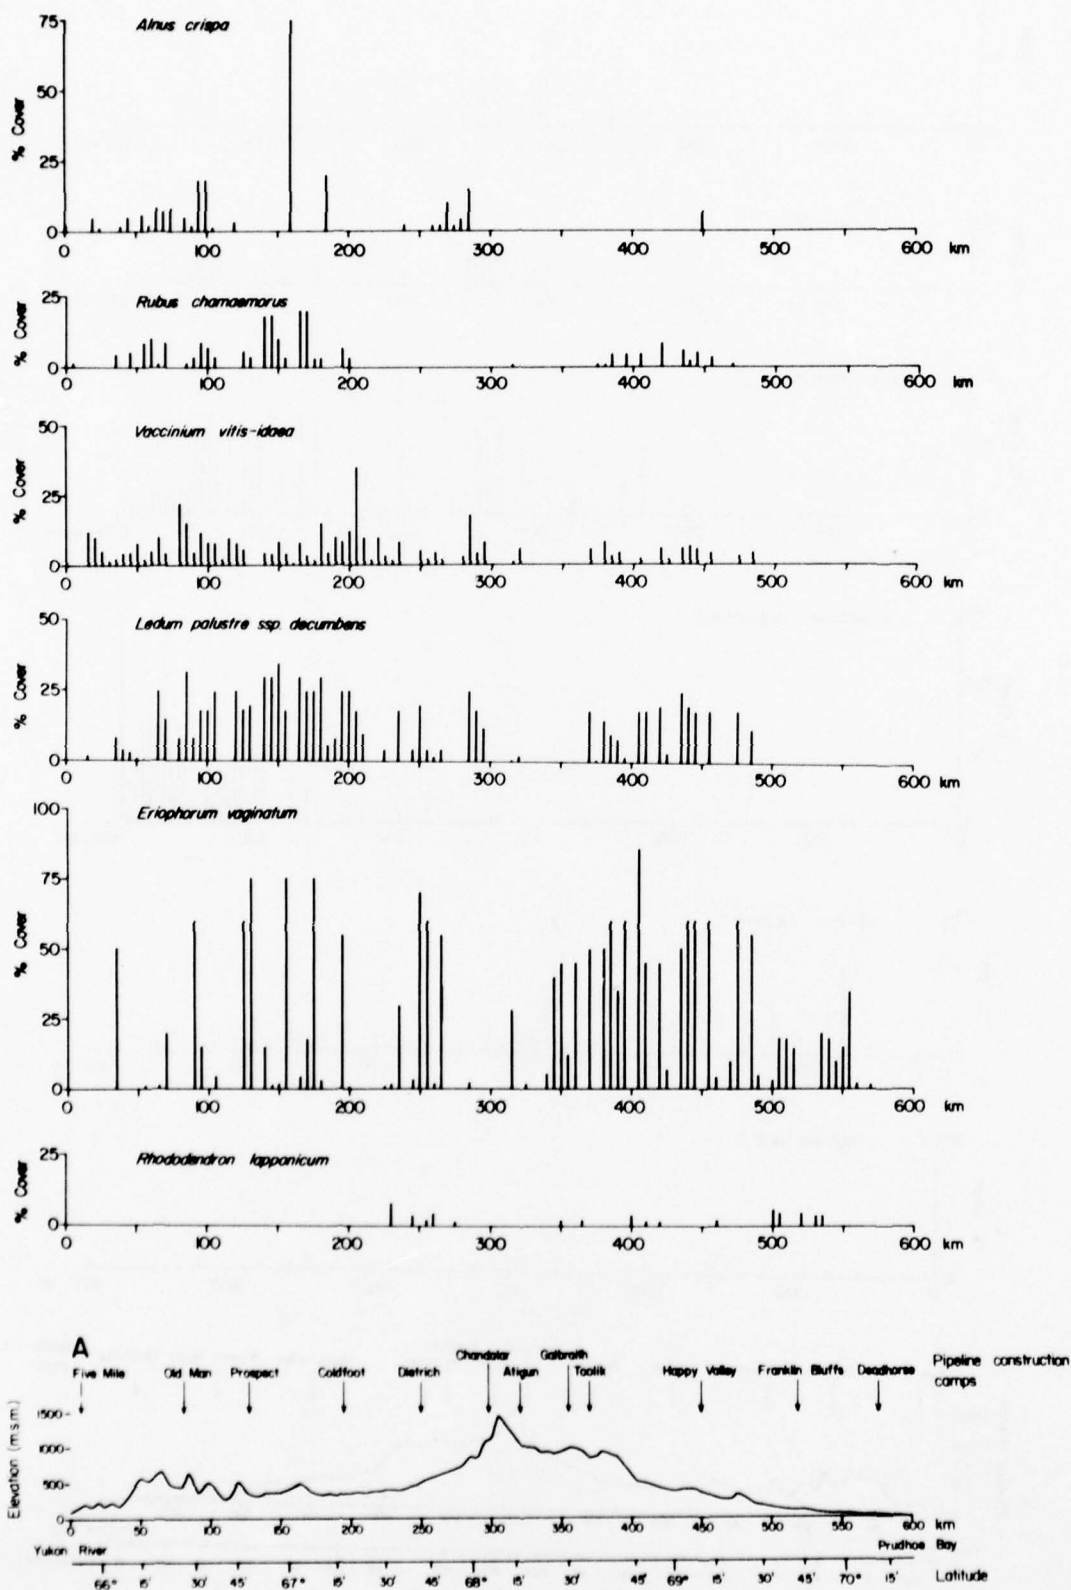 Alnus crispa
75
50
25
0
% Cover
0 100 200 300 400 500 600 km
Rubus chamaemorus
25
0
% Cover
0 100 200 300 400 500 600 km
Vaccinium vitis-idaea
50
25
0
% Cover
0 100 200 300 400 500 600 km
Ledum palustre ssp. decumbens
50
25
0
% Cover
0 100 200 300 400 500 600 km
Eriophorum vaginatum
100
75
50
25
0
% Cover
0 100 200 300 400 500 600 km
Rhododendron lapponicum
25
0
% Cover
0 100 200 300 400 500 600 km
A
Chandalar Galbraith
Five Mile Old Man Prospect Coldfoot Dietrich Atigun Toolik Happy Valley Franklin Bluffs Deadhorse
Pipeline construction
camps
Elevation (m.s.m.)
1500
1000
500
0
0 50 100 150 200 250 300 350 400 450 500 550 600 km
Yukon River Prudhoe Bay
66° 15' 30' 45' 67° 15' 30' 45' 68° 15' 30' 45' 69° 15' 30' 45' 70° 15' Latitude